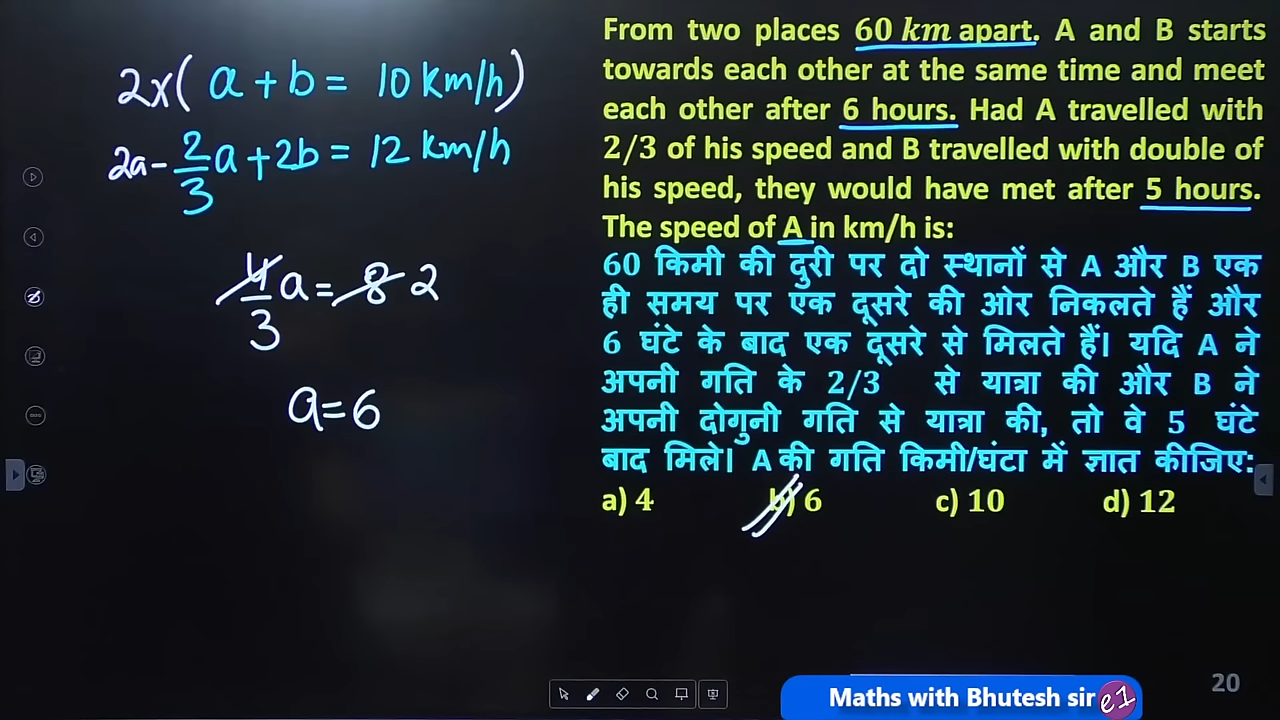 2x( a + b = 10 km/h)
2a - 2/3 a + 2b = 12 km/h
4/3 a = 8 2
a = 6
From two places 60 km apart. A and B starts
towards each other at the same time and meet
each other after 6 hours. Had A travelled with
2/3 of his speed and B travelled with double of
his speed, they would have met after 5 hours.
The speed of A in km/h is:
60 किमी की दुरी पर दो स्थानों से A और B एक
ही समय पर एक दूसरे की ओर निकलते हैं और
6 घंटे के बाद एक दूसरे से मिलते हैं। यदि A ने
अपनी गति के 2/3 से यात्रा की और B ने
अपनी दोगुनी गति से यात्रा की, तो वे 5 घंटे
बाद मिले। A की गति किमी/घंटा में ज्ञात कीजिए:
a) 4 b) 6 c) 10 d) 12
20
Maths with Bhutesh sir e1